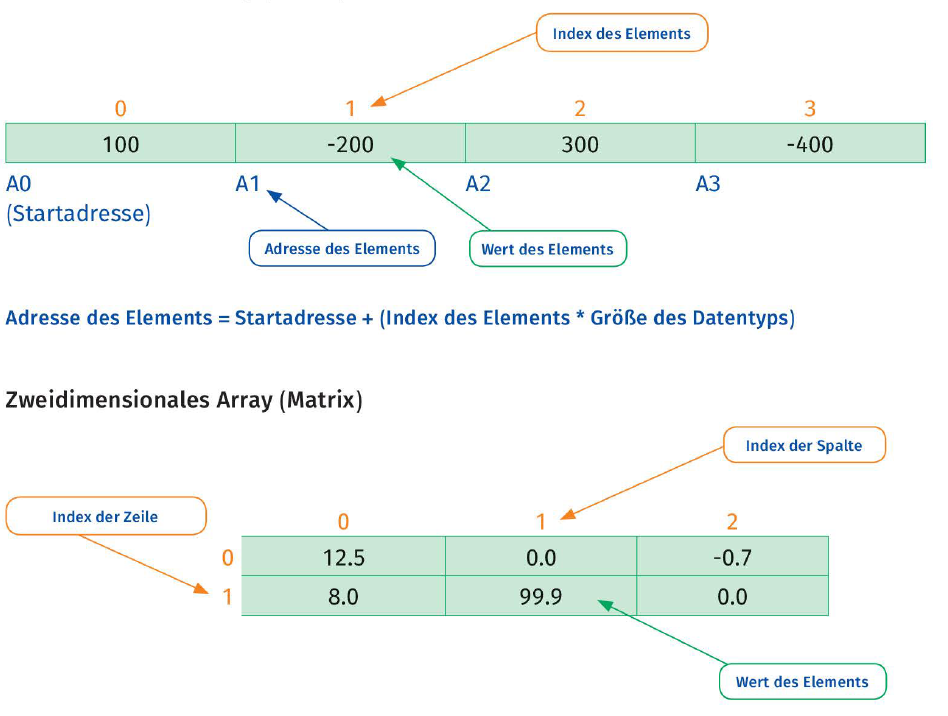 Index des Elements
0 1 2 3
100 -200 300 -400
A0 A1 A2 A3
(Startadresse)
Adresse des Elements Wert des Elements
Adresse des Elements = Startadresse + (Index des Elements * Größe des Datentyps)
Zweidimensionales Array (Matrix)
Index der Spalte
Index der Zeile
0 1 2
0 12.5 0.0 -0.7
1 8.0 99.9 0.0
Wert des Elements